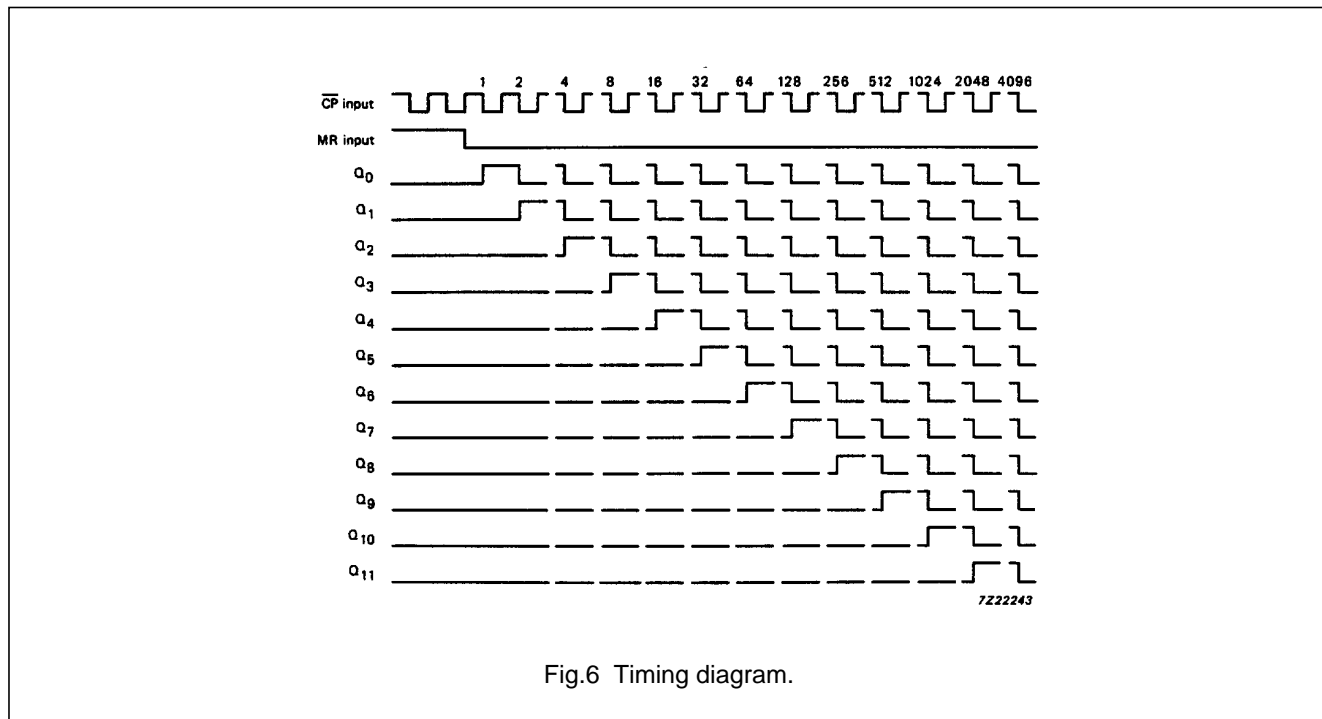 1 2 4 8 16 32 64 128 256 512 1024 2048 4096
C̅P̅ input
MR input
Q₀
Q₁
Q₂
Q₃
Q₄
Q₅
Q₆
Q₇
Q₈
Q₉
Q₁₀
Q₁₁
7Z22243
Fig.6 Timing diagram.